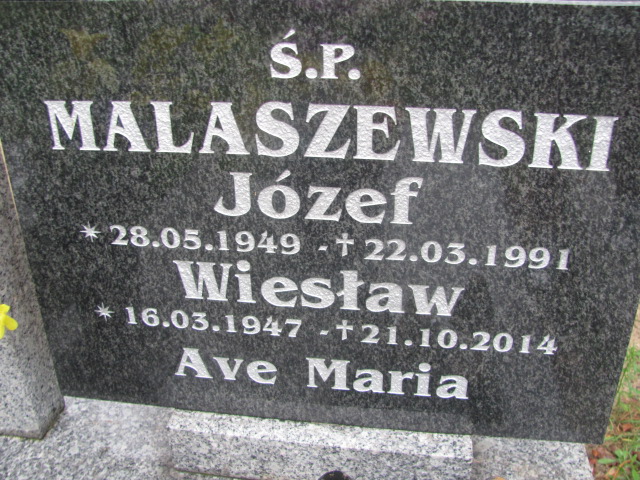 Ś.P.
MALASZEWSKI
Józef
* 28.05.1949 - † 22.03.1991
Wiesław
* 16.03.1947 - † 21.10.2014
Ave Maria